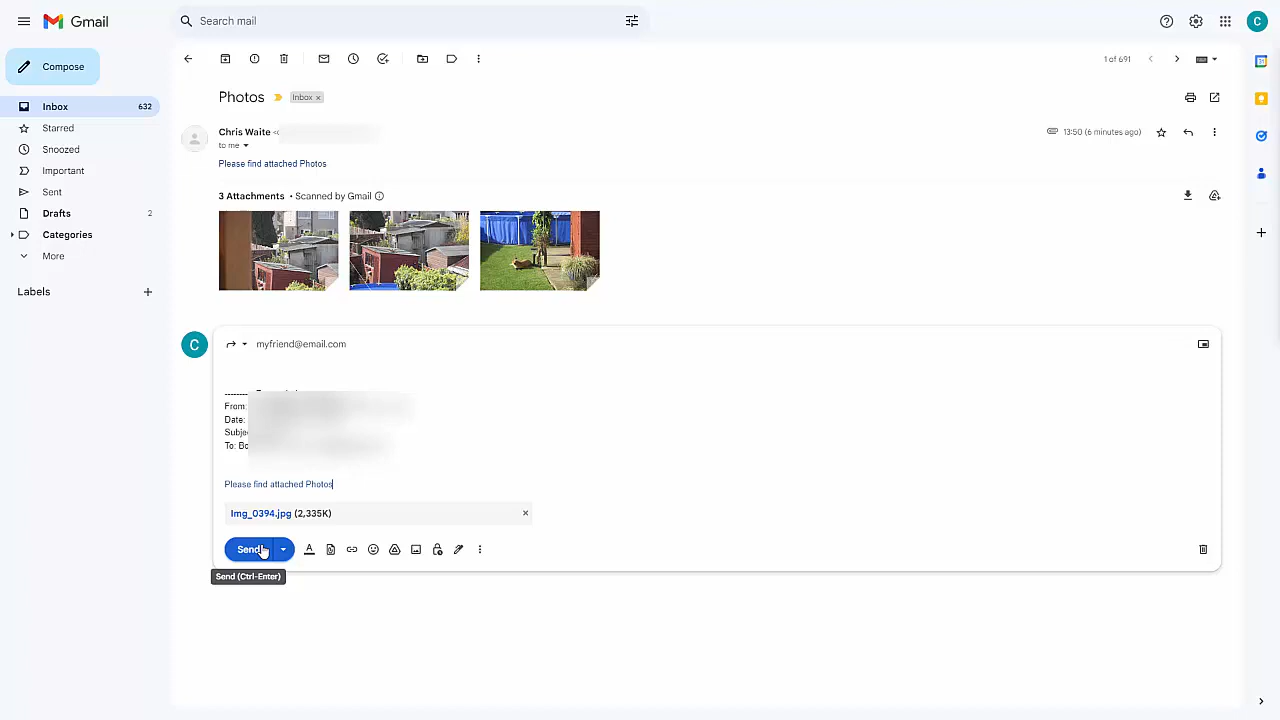 Gmail
Search mail
C
Compose
1 of 691
Inbox 632
Photos Inbox ×
Starred
Chris Waite <
13:50 (6 minutes ago)
Snoozed
to me
Please find attached Photos
Important
Sent
3 Attachments • Scanned by Gmail
Drafts 2
Categories
More
Labels
C
myfriend@email.com
From:
Date:
Subje
To: Bo
Please find attached Photos
Img_0394.jpg (2,335K)
Send
Send (Ctrl-Enter)